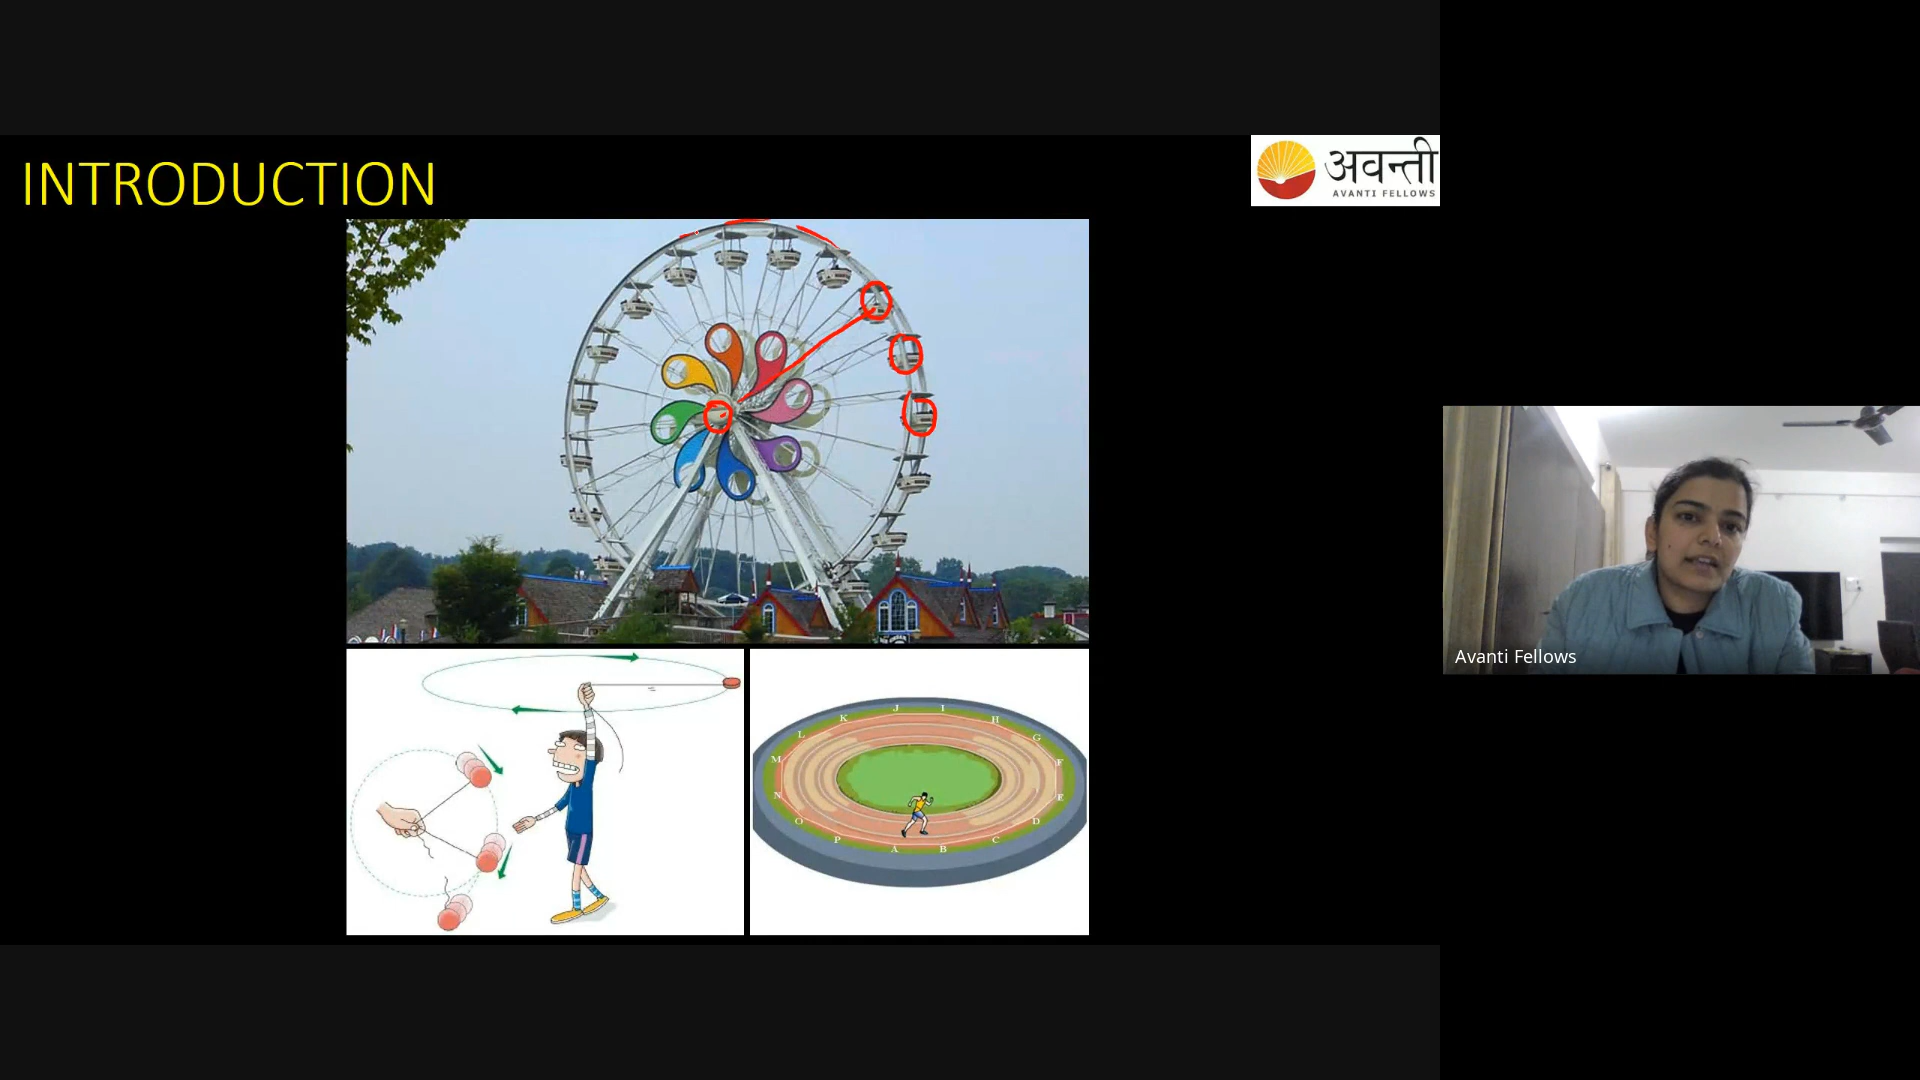 INTRODUCTION
अवन्ती
AVANTI FELLOWS
J I
K H
L G
M F
N E
O D
P C
A B
Avanti Fellows